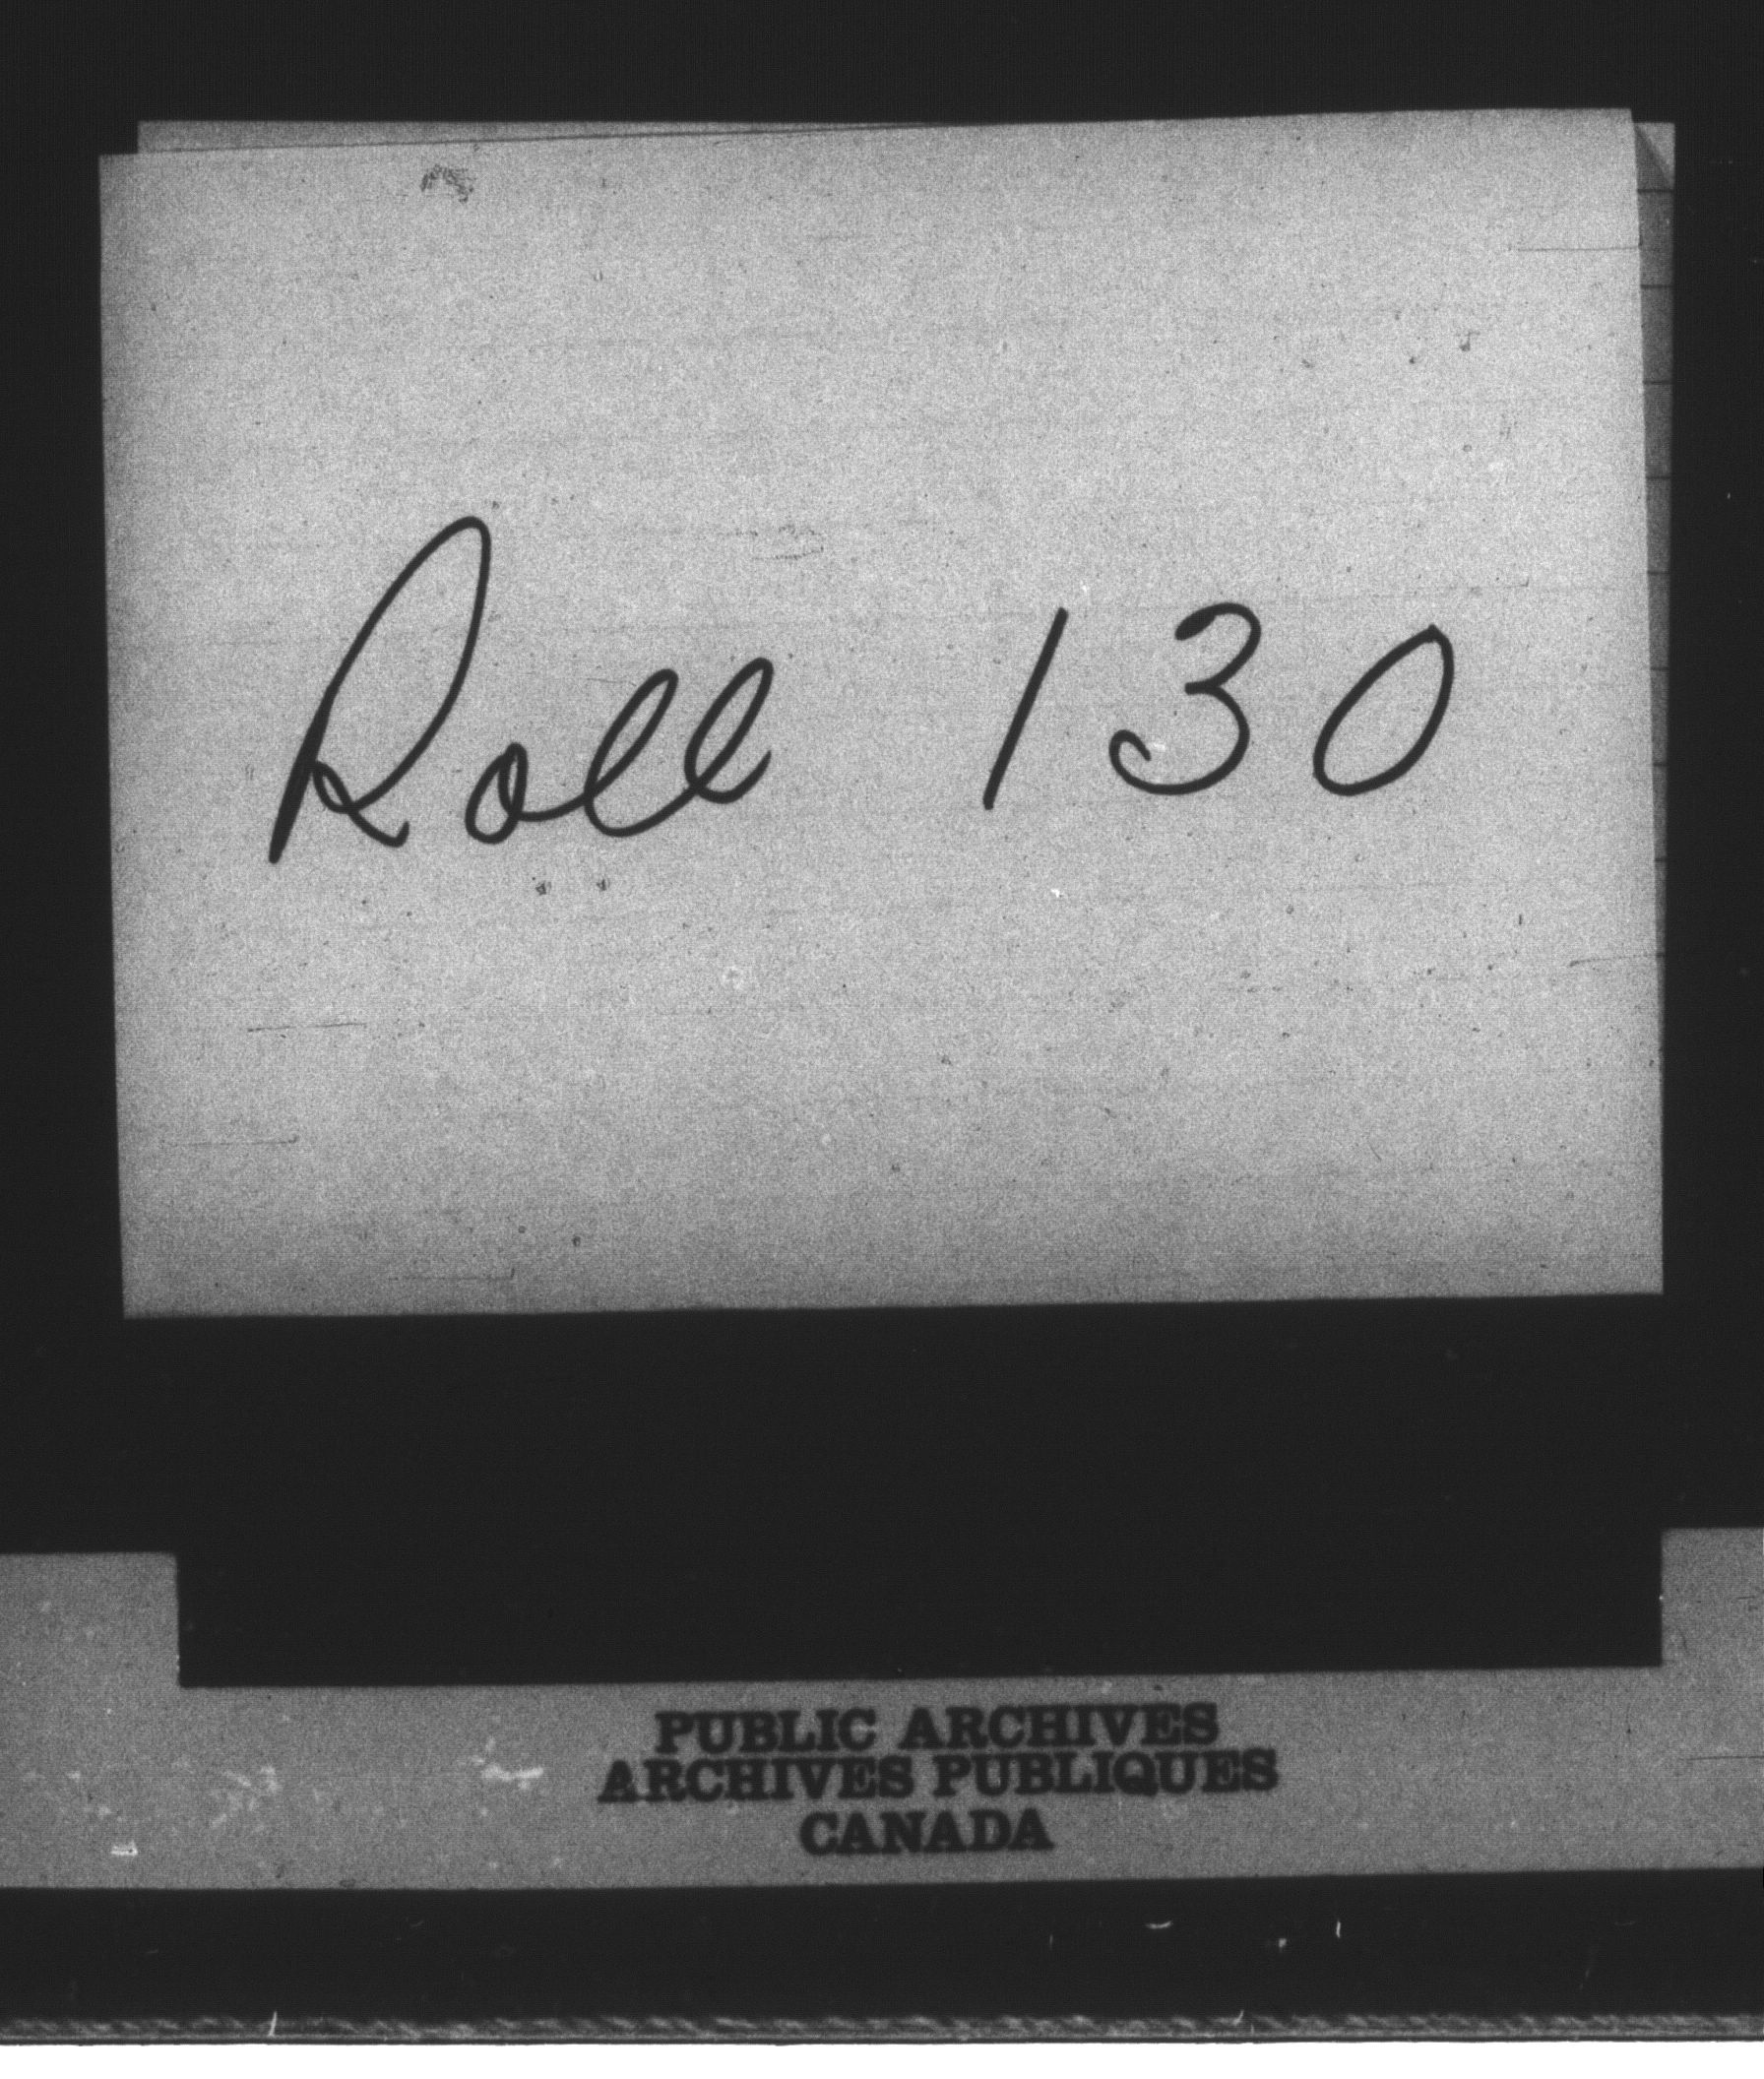 Roll 130
PUBLIC ARCHIVES
ARCHIVES PUBLIQUES
CANADA